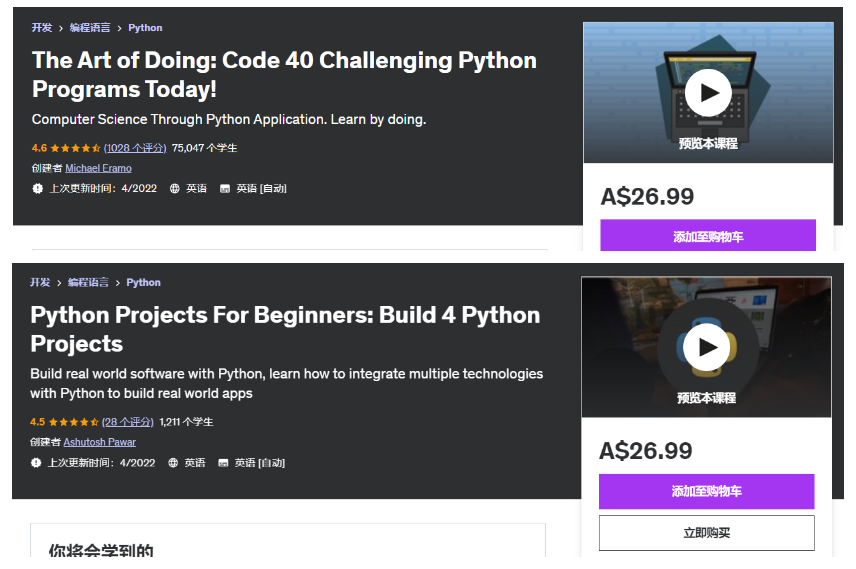 开发 > 编程语言 > Python
The Art of Doing: Code 40 Challenging Python
Programs Today!
Computer Science Through Python Application. Learn by doing.
4.6 (1028 个评分) 75,047 个学生
创建者 Michael Eramo
上次更新时间: 4/2022 英语 英语 [自动]
预览本课程
A$26.99
添加至购物车
开发 > 编程语言 > Python
Python Projects For Beginners: Build 4 Python
Projects
Build real world software with Python, learn how to integrate multiple technologies
with Python to build real world apps
4.5 (28 个评分) 1,211 个学生
创建者 Ashutosh Pawar
上次更新时间: 4/2022 英语 英语 [自动]
预览本课程
A$26.99
添加至购物车
立即购买
你将会学到的